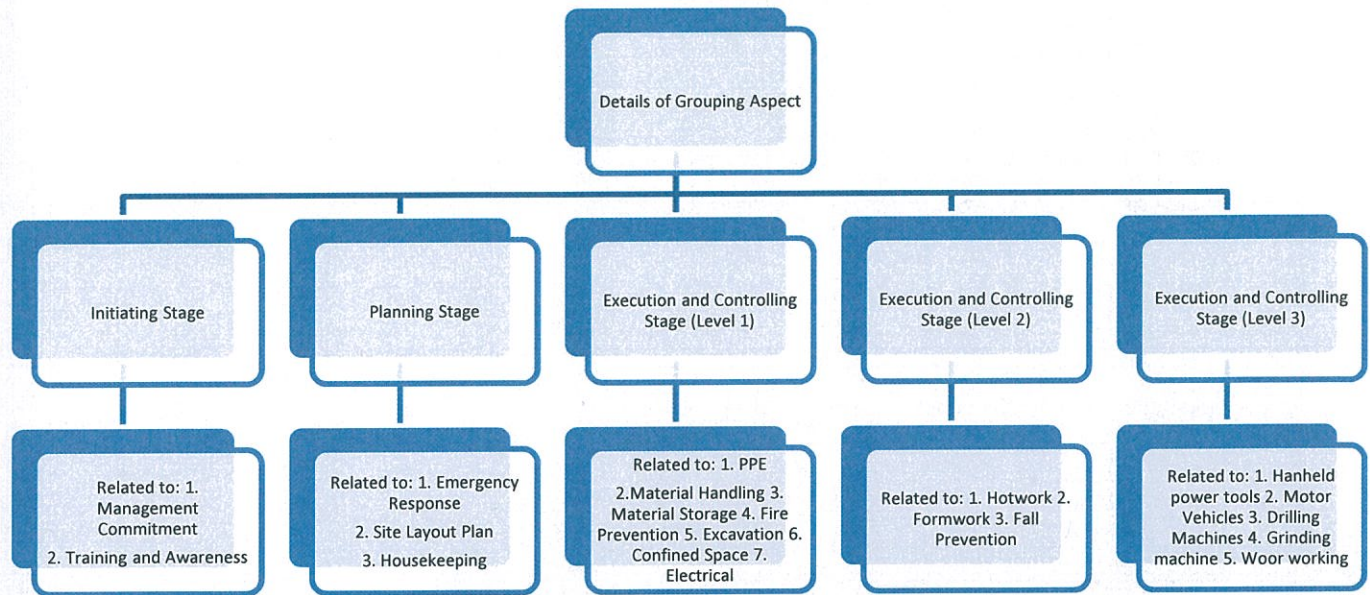 Details of Grouping Aspect
Initiating Stage
Planning Stage
Execution and Controlling
Stage (Level 1)
Execution and Controlling
Stage (Level 2)
Execution and Controlling
Stage (Level 3)
Related to: 1.
Management
Commitment
2. Training and Awareness
Related to: 1. Emergency
Response
2. Site Layout Plan
3. Housekeeping
Related to: 1. PPE
2.Material Handling 3.
Material Storage 4. Fire
Prevention 5. Excavation 6.
Confined Space 7.
Electrical
Related to: 1. Hotwork 2.
Formwork 3. Fall
Prevention
Related to: 1. Hanheld
power tools 2. Motor
Vehicles 3. Drilling
Machines 4. Grinding
machine 5. Woor working